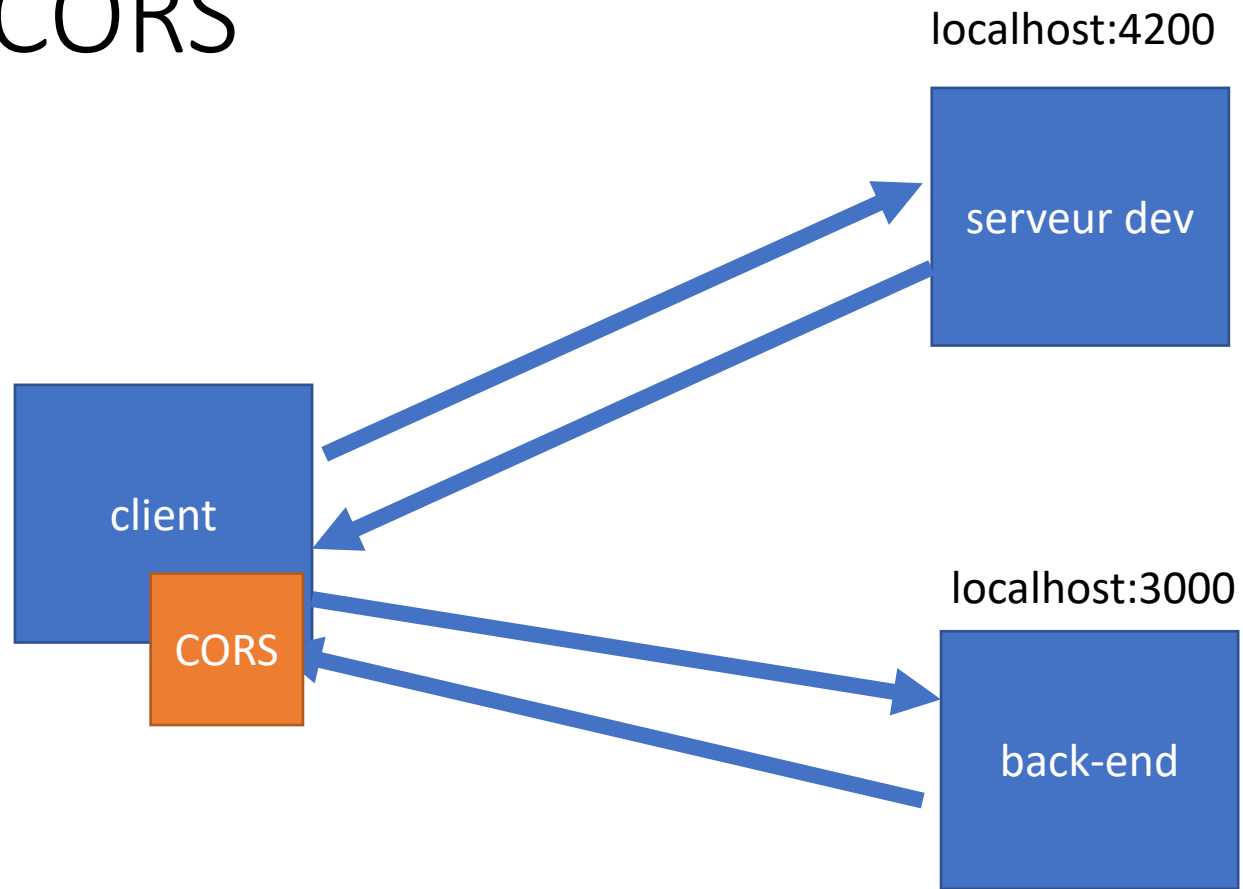 CORS
localhost:4200
serveur dev
client
CORS
localhost:3000
back-end